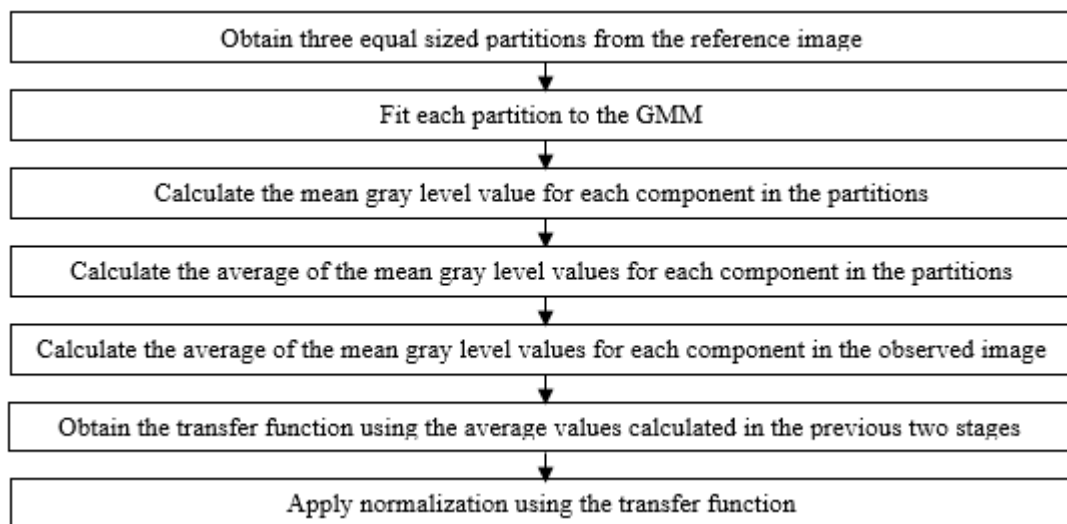 Obtain three equal sized partitions from the reference image
Fit each partition to the GMM
Calculate the mean gray level value for each component in the partitions
Calculate the average of the mean gray level values for each component in the partitions
Calculate the average of the mean gray level values for each component in the observed image
Obtain the transfer function using the average values calculated in the previous two stages
Apply normalization using the transfer function